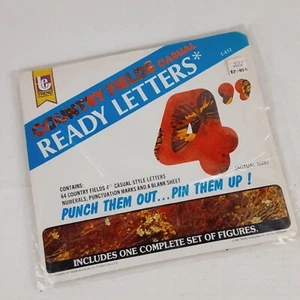 COUNTRY FIELDS CASUAL
READY LETTERS*
T-412
(ACTUAL SIZE)
CONTAINS:
64 COUNTRY FIELDS 4" CASUAL STYLE LETTERS
NUMERALS, PUNCTUATION MARKS AND A BLANK SHEET
PUNCH THEM OUT...PIN THEM UP!
INCLUDES ONE COMPLETE SET OF FIGURES.